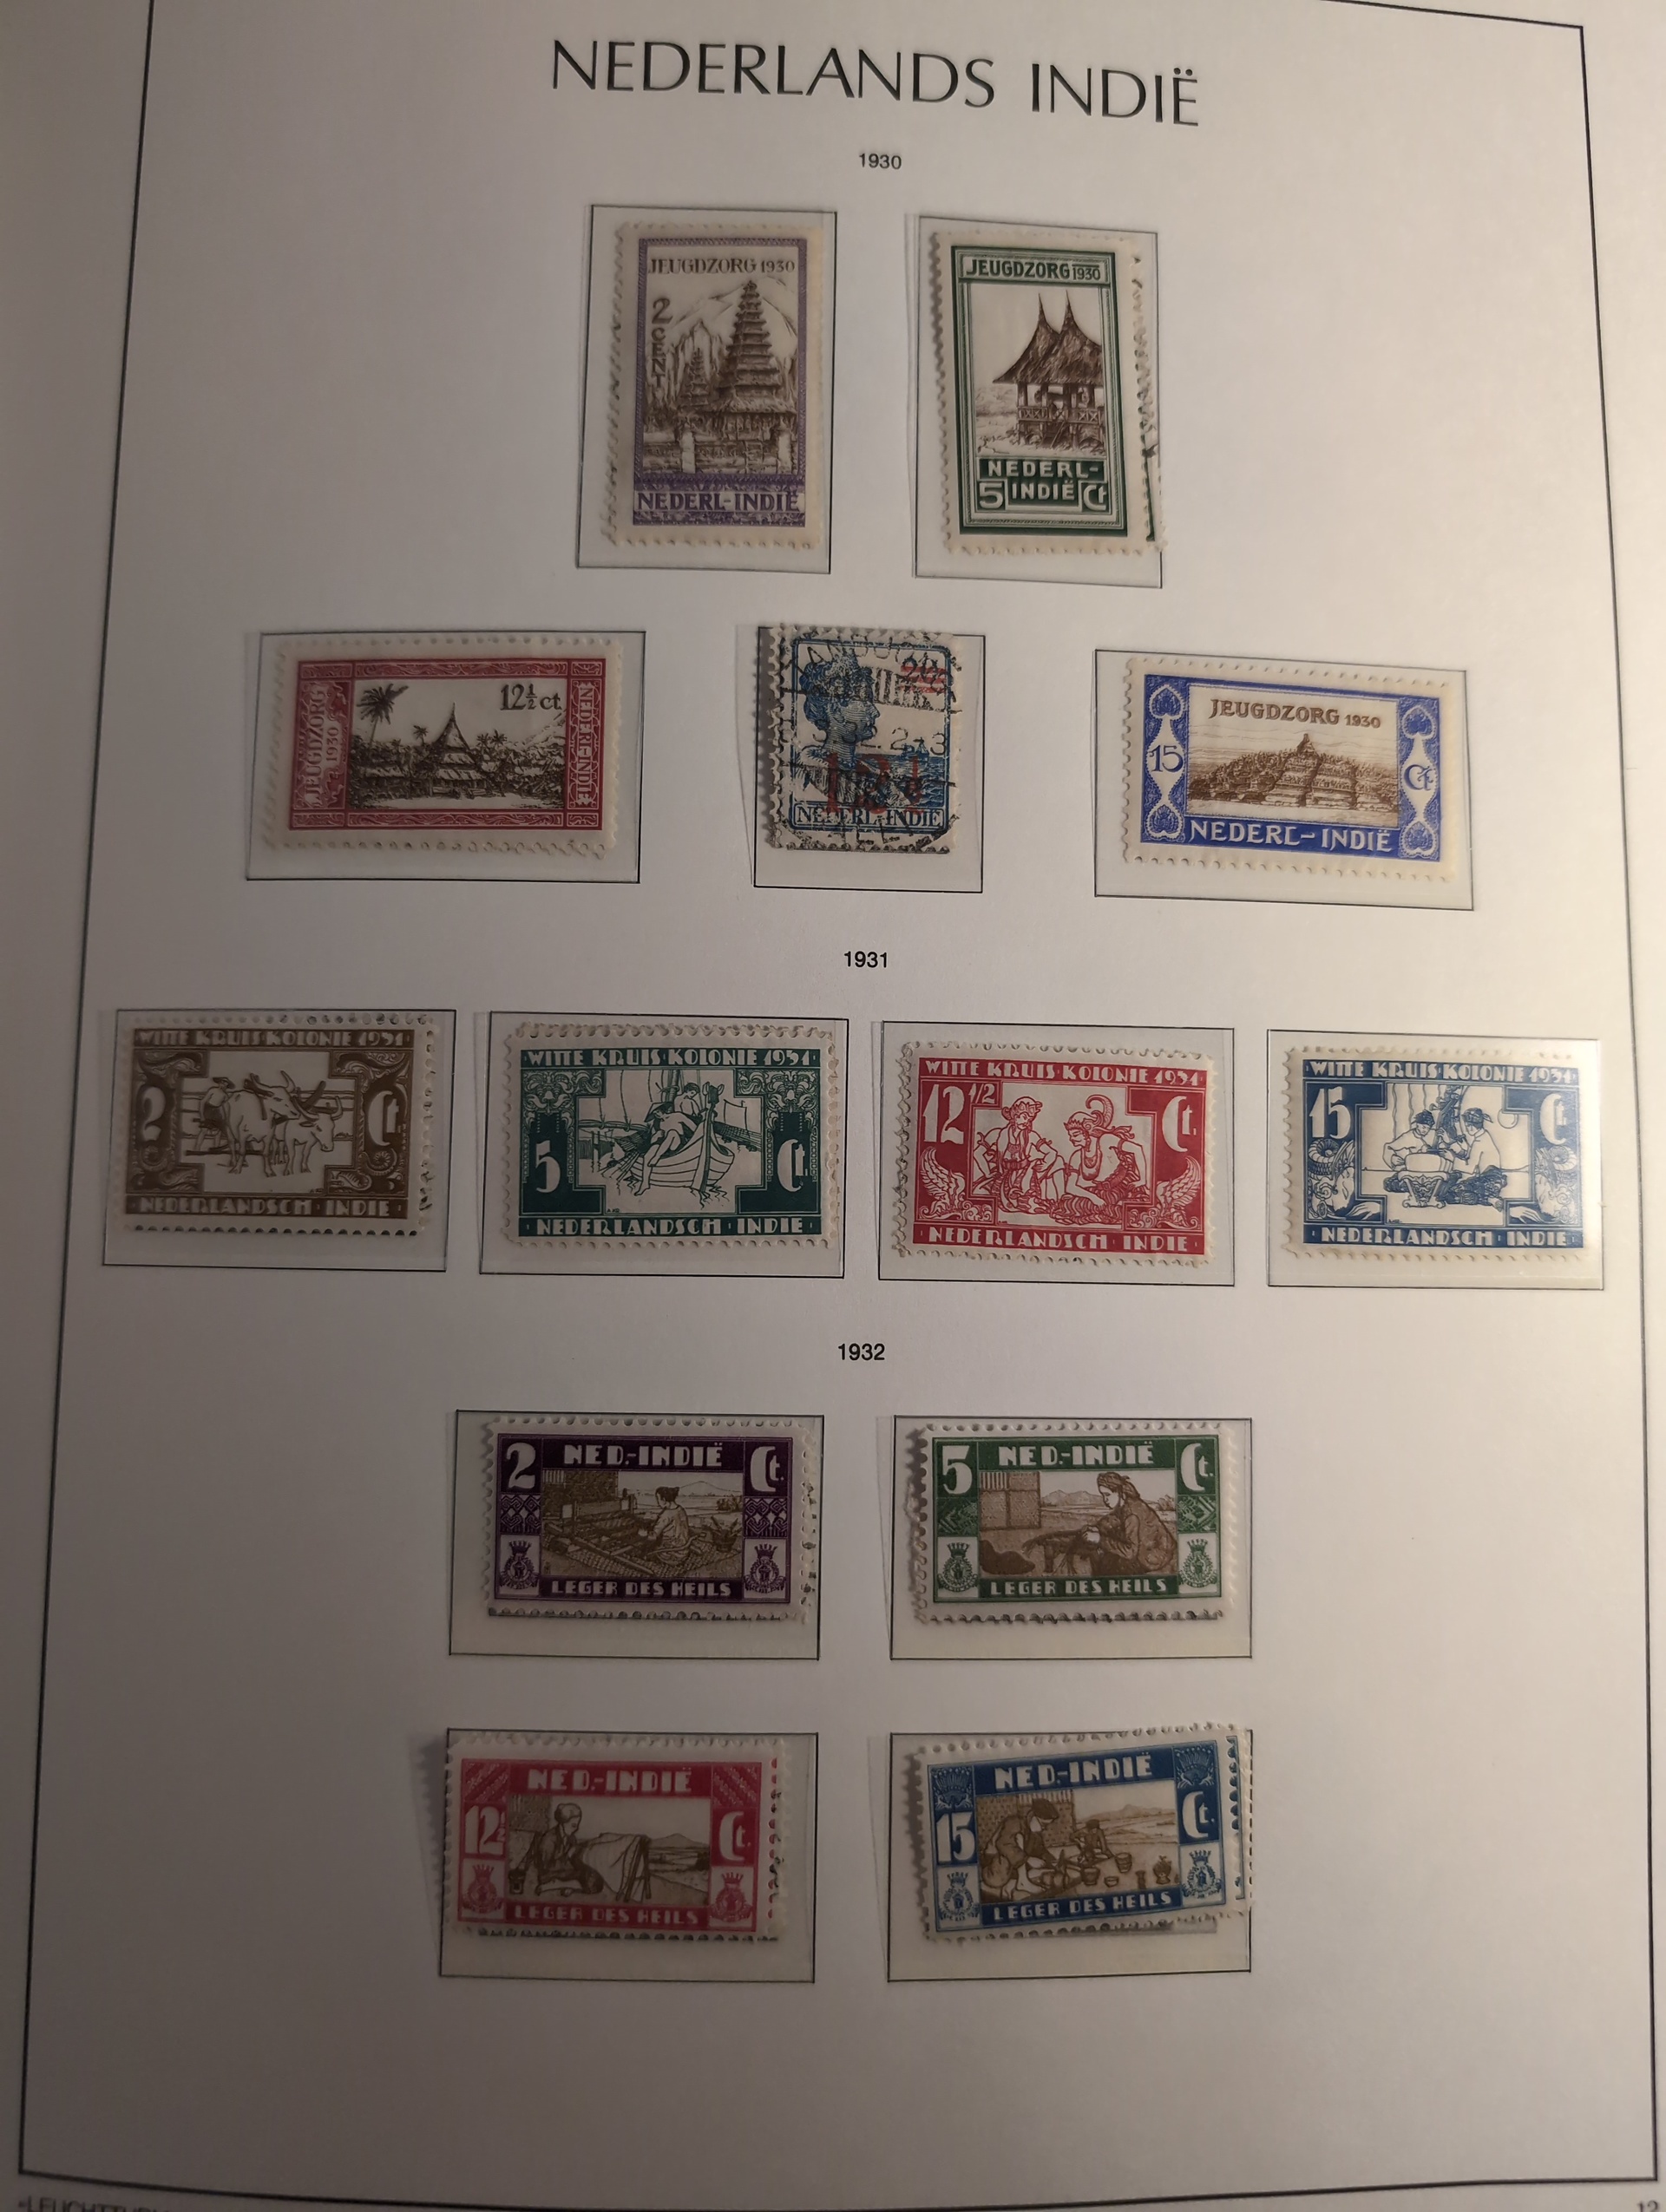 NEDERLANDS INDIË
1930
JEUGDZORG 1930
2
CENT
NEDERL-INDIË
JEUGDZORG 1930
NEDERL-
5 INDIË Ct
JEUGDZORG
1930
12½ ct
NEDERL-INDIË
NEDERL-INDIE
JEUGDZORG 1930
15 Ct
NEDERL-INDIË
1931
WITTE KRUIS KOLONIE 1931
2 Ct
NEDERLANDSCH INDIE
WITTE KRUIS KOLONIE 1931
5 Ct.
NEDERLANDSCH INDIE
WITTE KRUIS KOLONIE 1931
12 1/2 Ct.
NEDERLANDSCH INDIE
WITTE KRUIS KOLONIE 1931
15 Ct.
NEDERLANDSCH INDIE
1932
2 NED.-INDIË Ct.
LEGER DES HEILS
5 NED.-INDIË Ct.
LEGER DES HEILS
NED.-INDIË
12½ Ct.
LEGER DES HEILS
NED.-INDIË
15 Ct.
LEGER DES HEILS